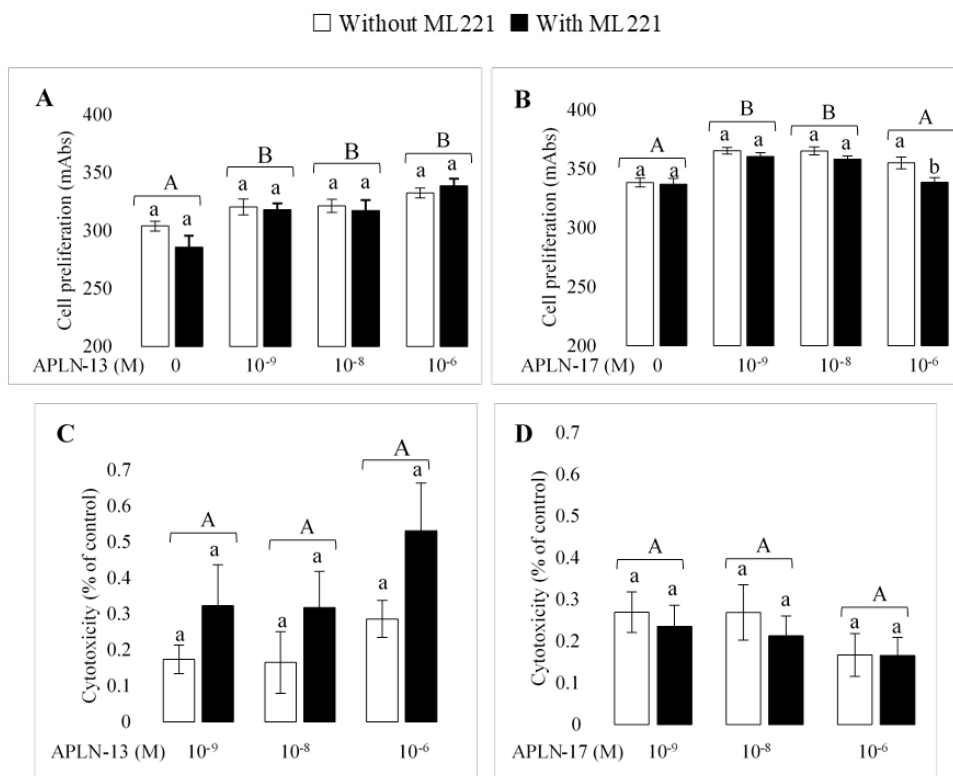 Without ML221 With ML221
A
Cell preliferation (mAbs)
400
350
300
250
200
A
B
B
B
a a a a a a a a
APLN-13 (M) 0 10⁻⁹ 10⁻⁸ 10⁻⁶
B
Cell preliferation (mAbs)
400
350
300
250
200
A
B
B
A
a a a a a a a b
APLN-17 (M) 0 10⁻⁹ 10⁻⁸ 10⁻⁶
C
Cytotoxicity (% of control)
0.7
0.6
0.5
0.4
0.3
0.2
0.1
0
A
A
A
a a a a a a
APLN-13 (M) 10⁻⁹ 10⁻⁸ 10⁻⁶
D
Cytotoxicity (% of control)
0.7
0.6
0.5
0.4
0.3
0.2
0.1
0
A
A
A
a a a a a a
APLN-17 (M) 10⁻⁹ 10⁻⁸ 10⁻⁶